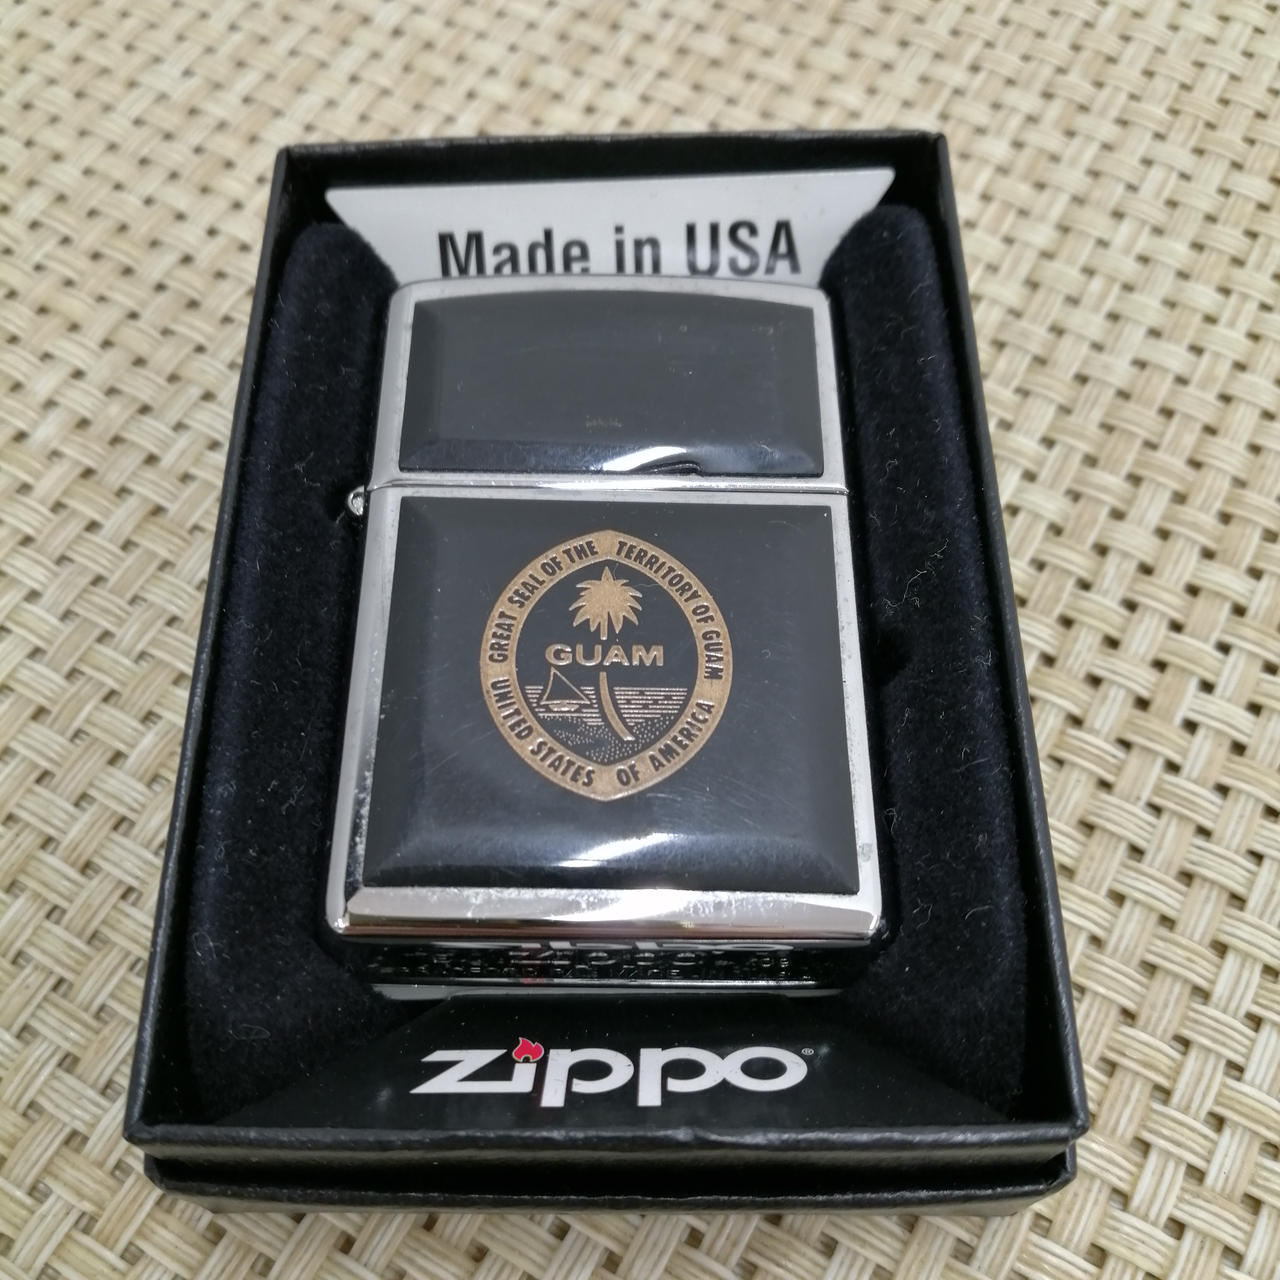 Made in USA
GREAT SEAL OF THE TERRITORY OF GUAM
GUAM
UNITED STATES OF AMERICA
zippo®